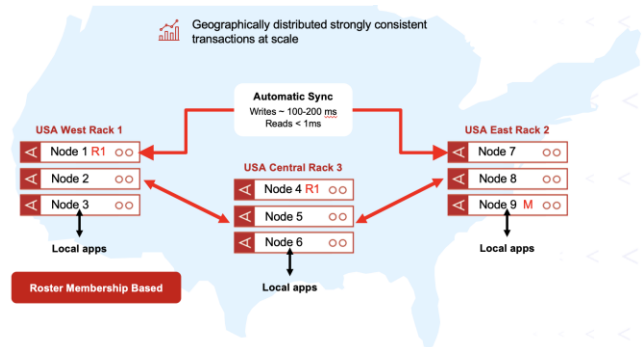 Geographically distributed strongly consistent
transactions at scale
Automatic Sync
Writes ~ 100-200 ms
Reads < 1ms
USA West Rack 1
Node 1 R1
Node 2
Node 3
Local apps
USA Central Rack 3
Node 4 R1
Node 5
Node 6
Local apps
USA East Rack 2
Node 7
Node 8
Node 9 M
Local apps
Roster Membership Based